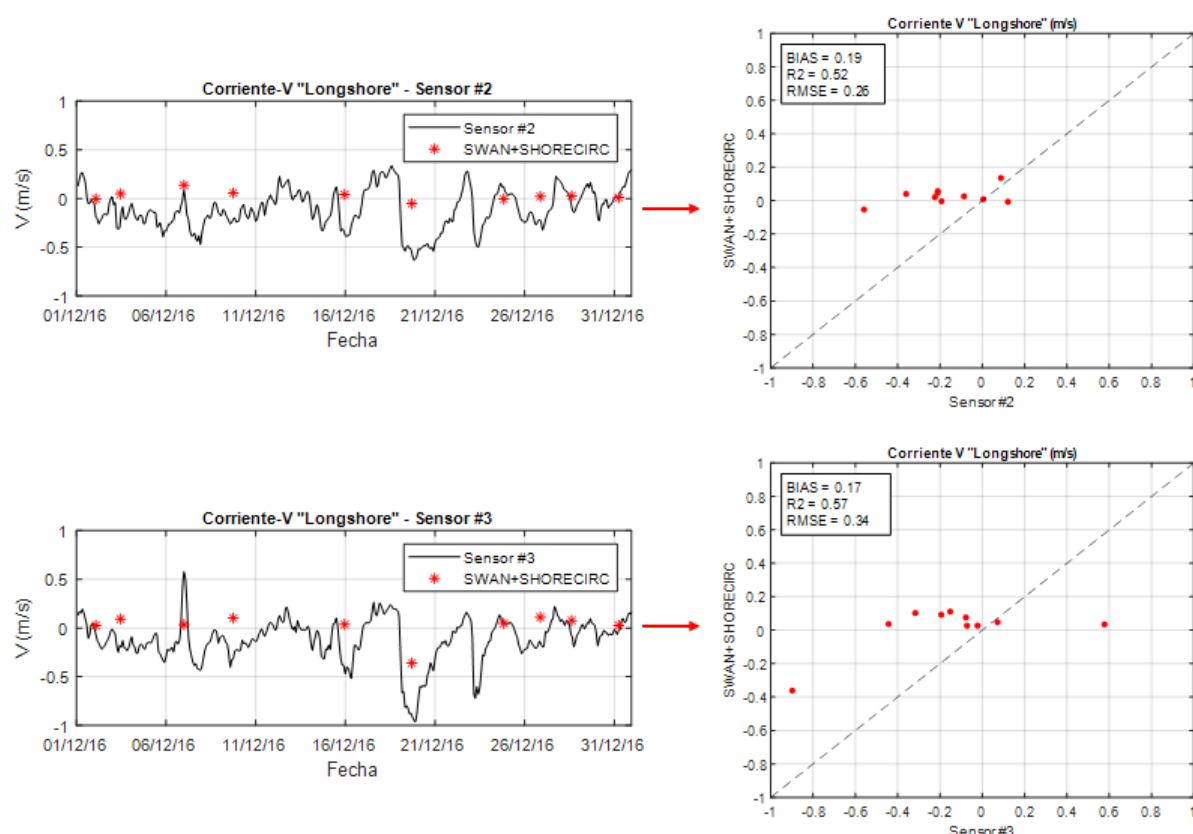 Corriente-V "Longshore" - Sensor #2
Sensor #2
SWAN+SHORECIRC
V (m/s)
1
0.5
0
-0.5
-1
01/12/16 06/12/16 11/12/16 16/12/16 21/12/16 26/12/16 31/12/16
Fecha
Corriente V "Longshore" (m/s)
BIAS = 0.19
R2 = 0.52
RMSE = 0.26
SWAN+SHORECIRC
1
0.8
0.6
0.4
0.2
0
-0.2
-0.4
-0.6
-0.8
-1
-1 -0.8 -0.6 -0.4 -0.2 0 0.2 0.4 0.6 0.8 1
Sensor #2
Corriente-V "Longshore" - Sensor #3
Sensor #3
SWAN+SHORECIRC
V (m/s)
1
0.5
0
-0.5
-1
01/12/16 06/12/16 11/12/16 16/12/16 21/12/16 26/12/16 31/12/16
Fecha
Corriente V "Longshore" (m/s)
BIAS = 0.17
R2 = 0.57
RMSE = 0.34
SWAN+SHORECIRC
1
0.8
0.6
0.4
0.2
0
-0.2
-0.4
-0.6
-0.8
-1
-1 -0.8 -0.6 -0.4 -0.2 0 0.2 0.4 0.6 0.8 1
Sensor #3